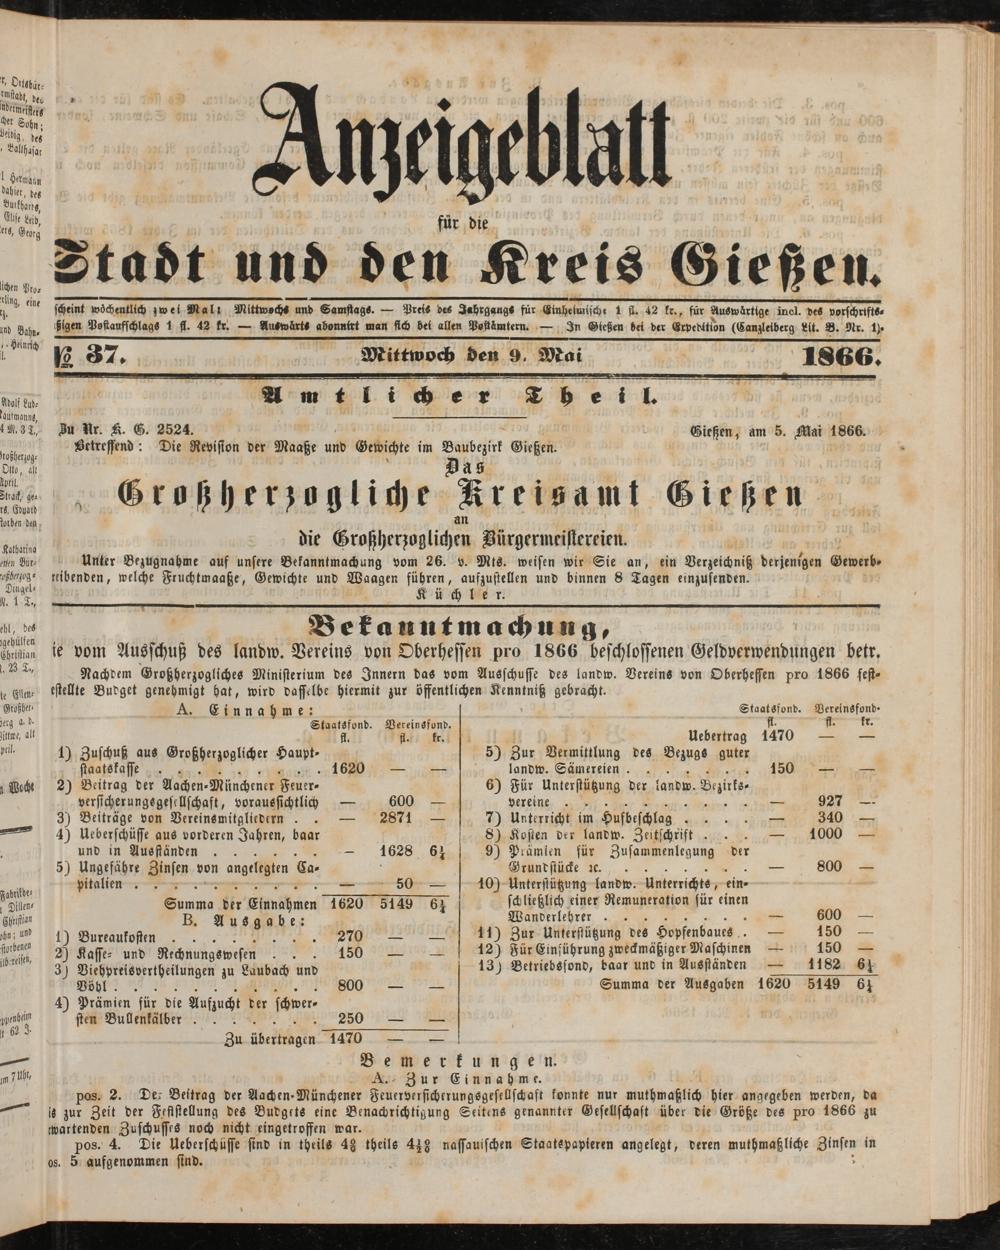 Anzeigeblatt
für die
Stadt und den Kreis Gießen.
scheint wöchentlich zwei Mal: Mittwochs und Samstags. — Preis des Jahrgangs für Einheimische 1 fl. 42 kr., für Auswärtige incl. des vorschrifts-
ßigen Postaufschlags 1 fl. 42 kr. — Auswärts abonnirt man sich bei allen Postämtern. — In Gießen bei der Expedition (Canzleiberg Lit. B. Nr. 1).
№ 37. Mittwoch den 9. Mai 1866.
Amtlicher Theil.
Zu Nr. K. G. 2524. Gießen, am 5. Mai 1866.
Betreffend: Die Revision der Maaße und Gewichte im Baubezirk Gießen.
Das
Großherzogliche Kreisamt Gießen
an
die Großherzoglichen Bürgermeistereien.
Unter Bezugnahme auf unsere Bekanntmachung vom 26. v. Mts. weisen wir Sie an, ein Verzeichniß derjenigen Gewerb-
reibenden, welche Fruchtmaaße, Gewichte und Waagen führen, aufzustellen und binnen 8 Tagen einzusenden.
Küchler.
Bekanntmachung,
ie vom Ausschuß des landw. Vereins von Oberhessen pro 1866 beschlossenen Geldverwendungen betr.
Nachdem Großherzogliches Ministerium des Innern das vom Ausschusse des landw. Vereins von Oberhessen pro 1866 fest-
estellte Budget genehmigt hat, wird dasselbe hiermit zur öffentlichen Kenntniß gebracht.
A. Einnahme:
Staatsfond. Vereinsfond.
fl. fl. kr.
1) Zuschuß aus Großherzoglicher Haupt-
staatskasse . . . . . . . . 1620 — —
2) Beitrag der Aachen-Münchener Feuer-
versicherungsgesellschaft, voraussichtlich — 600 —
3) Beiträge von Vereinsmitgliedern . . — 2871 —
4) Ueberschüsse aus vorderen Jahren, baar
und in Ausständen . . . . . . — 1628 6¼
5) Ungefähre Zinsen von angelegten Ca-
pitalien . . . . . . . . . . — 50 —
Summa der Einnahmen 1620 5149 6¼
B. Ausgabe:
1) Bureaukosten . . . . . . . . 270 — —
2) Kasse- und Rechnungswesen . . . 150 — —
3) Viehpreisvertheilungen zu Laubach und
Vöhl . . . . . . . . . . 800 — —
4) Prämien für die Aufzucht der schwer-
sten Bullenkälber . . . . . . . 250 — —
Zu übertragen 1470 — —
Staatsfond. Vereinsfond.
fl. fl. kr.
Uebertrag 1470 — —
5) Zur Vermittlung des Bezugs guter
landw. Sämereien . . . . . . 150 — —
6) Für Unterstützung der landw. Bezirks-
vereine . . . . . . . . . . — 927 —
7) Unterricht im Hufbeschlag . . . . — 340 —
8) Kosten der landw. Zeitschrift . . . — 1000 —
9) Prämien für Zusammenlegung der
Grundstücke ꝛc. . . . . . . . — 800 —
10) Unterstützung landw. Unterrichts, ein-
schließlich einer Remuneration für einen
Wanderlehrer . . . . . . . . — 600 —
11) Zur Unterstützung des Hopfenbaues . . — 150 —
12) Für Einführung zweckmäßiger Maschinen — 150 —
13) Betriebsfond, baar und in Ausständen — 1182 6¼
Summa der Ausgaben 1620 5149 6¼
Bemerkungen.
A. Zur Einnahme.
pos. 2. Der Beitrag der Aachen-Münchener Feuerversicherungsgesellschaft konnte nur muthmaßlich hier angegeben werden, da
is zur Zeit der Feststellung des Budgets eine Benachrichtigung Seitens genannter Gesellschaft über die Größe des pro 1866 zu
wartenden Zuschusses noch nicht eingetroffen war.
pos. 4. Die Ueberschüsse sind in theils 4% theils 4½% nassauischen Staatspapieren angelegt, deren muthmaßliche Zinsen in
os. 5 aufgenommen sind.